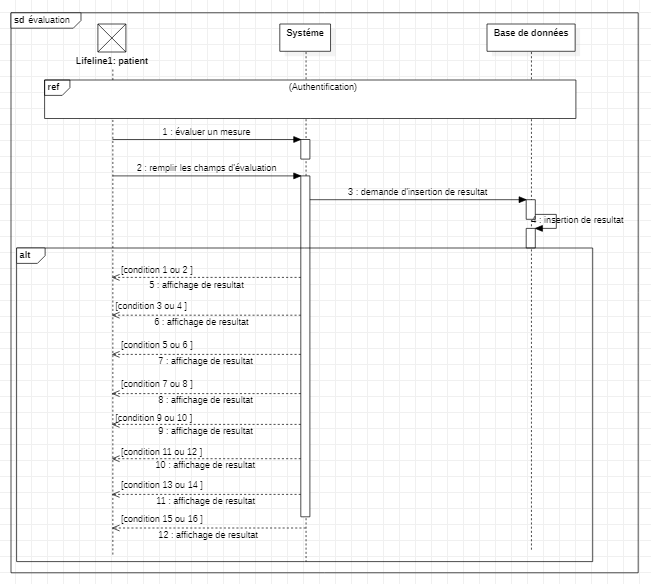 sd évaluation
Systéme
Base de données
Lifeline1: patient
ref
(Authentification)
1 : évaluer un mesure
2 : remplir les champs d'évaluation
3 : demande d'insertion de resultat
4 : insertion de resultat
alt
[condition 1 ou 2 ]
5 : affichage de resultat
[condition 3 ou 4 ]
6 : affichage de resultat
[condition 5 ou 6 ]
7 : affichage de resultat
[condition 7 ou 8 ]
8 : affichage de resultat
[condition 9 ou 10 ]
9 : affichage de resultat
[condition 11 ou 12 ]
10 : affichage de resultat
[condition 13 ou 14 ]
11 : affichage de resultat
[condition 15 ou 16 ]
12 : affichage de resultat